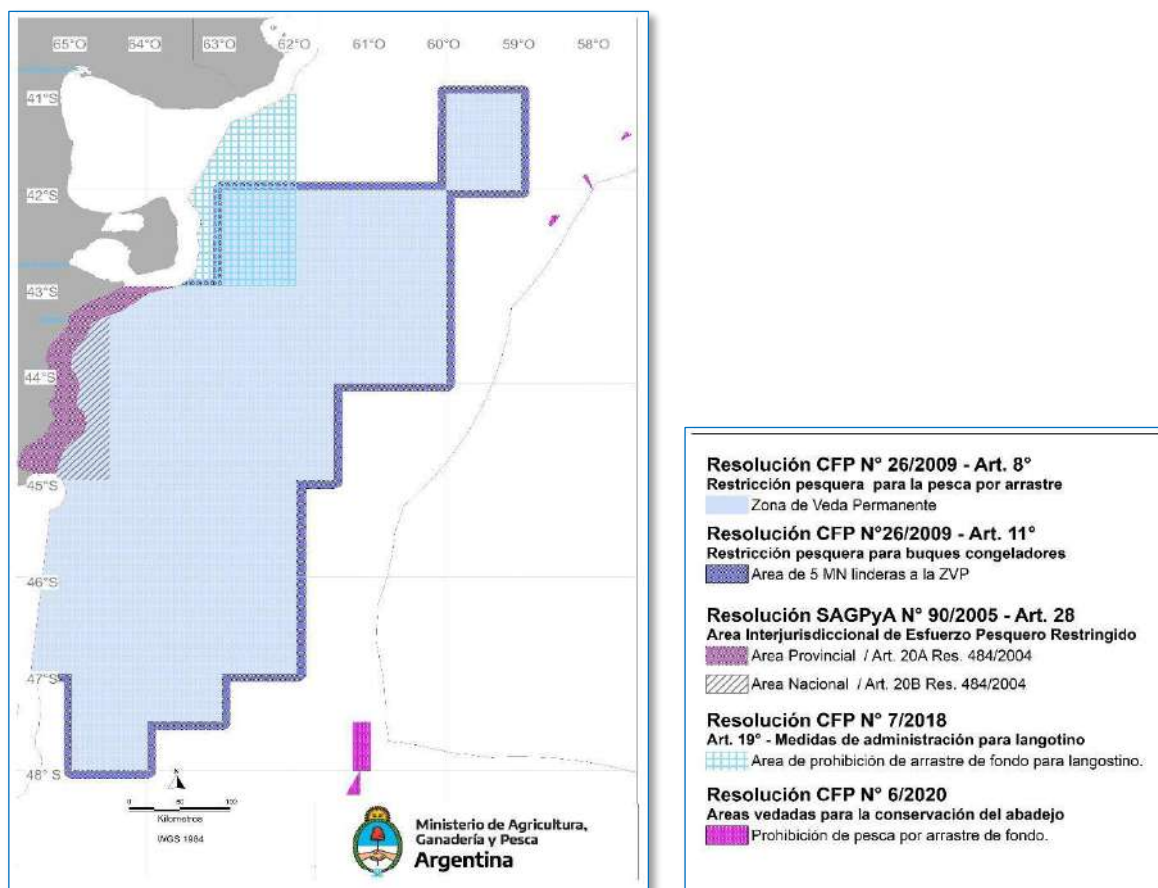 65°O 64°O 63°O 62°O 61°O 60°O 59°O 58°O
41°S
42°S
43°S
44°S
45°S
46°S
47°S
48°S
N
0 50 100
Kilometros
WGS 1984
Ministerio de Agricultura,
Ganadería y Pesca
Argentina
Resolución CFP N° 26/2009 - Art. 8°
Restricción pesquera para la pesca por arrastre
Zona de Veda Permanente
Resolución CFP N°26/2009 - Art. 11°
Restricción pesquera para buques congeladores
Area de 5 MN linderas a la ZVP
Resolución SAGPyA N° 90/2005 - Art. 28
Area Interjurisdiccional de Esfuerzo Pesquero Restringido
Area Provincial / Art. 20A Res. 484/2004
Area Nacional / Art. 20B Res. 484/2004
Resolución CFP N° 7/2018
Art. 19° - Medidas de administración para langotino
Area de prohibición de arrastre de fondo para langostino.
Resolución CFP N° 6/2020
Areas vedadas para la conservación del abadejo
Prohibición de pesca por arrastre de fondo.